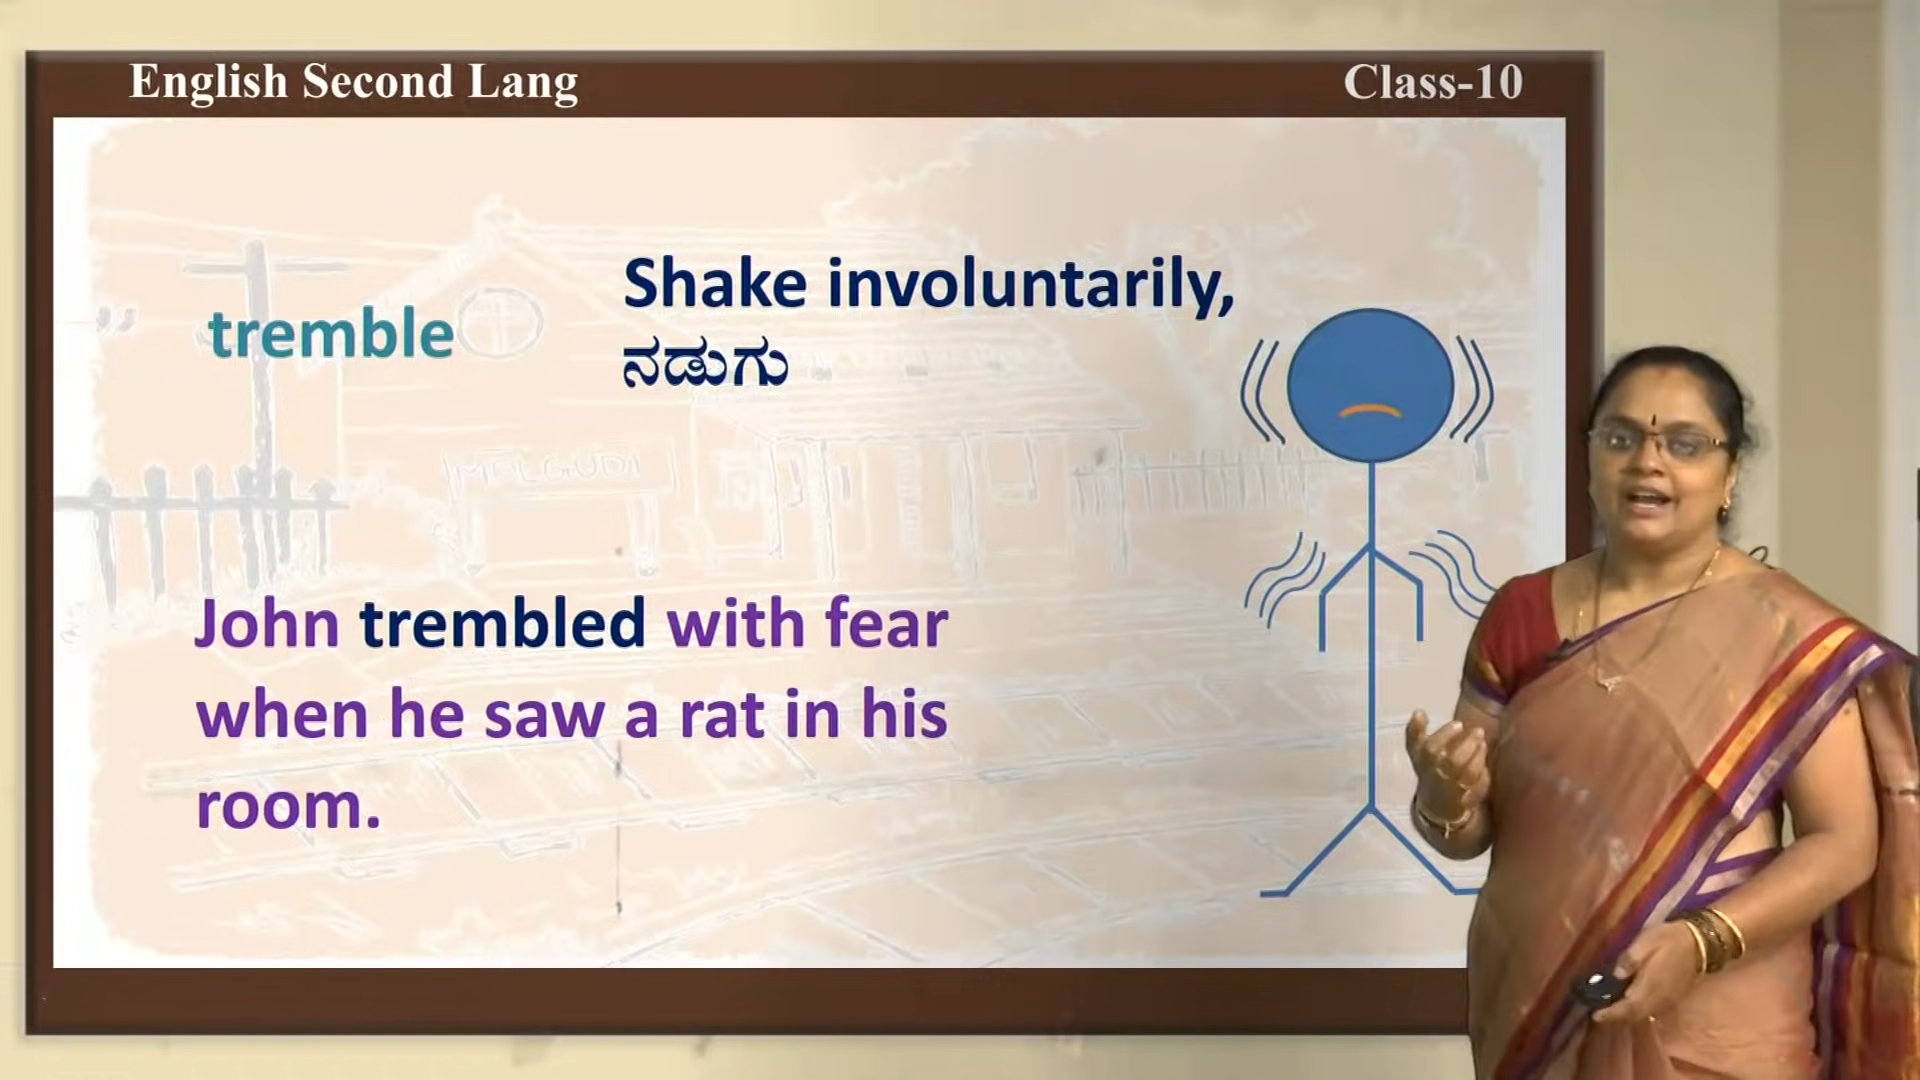 English Second Lang
Class-10
tremble
Shake involuntarily,
ನಡುಗು
MALGUDI
John trembled with fear
when he saw a rat in his
room.